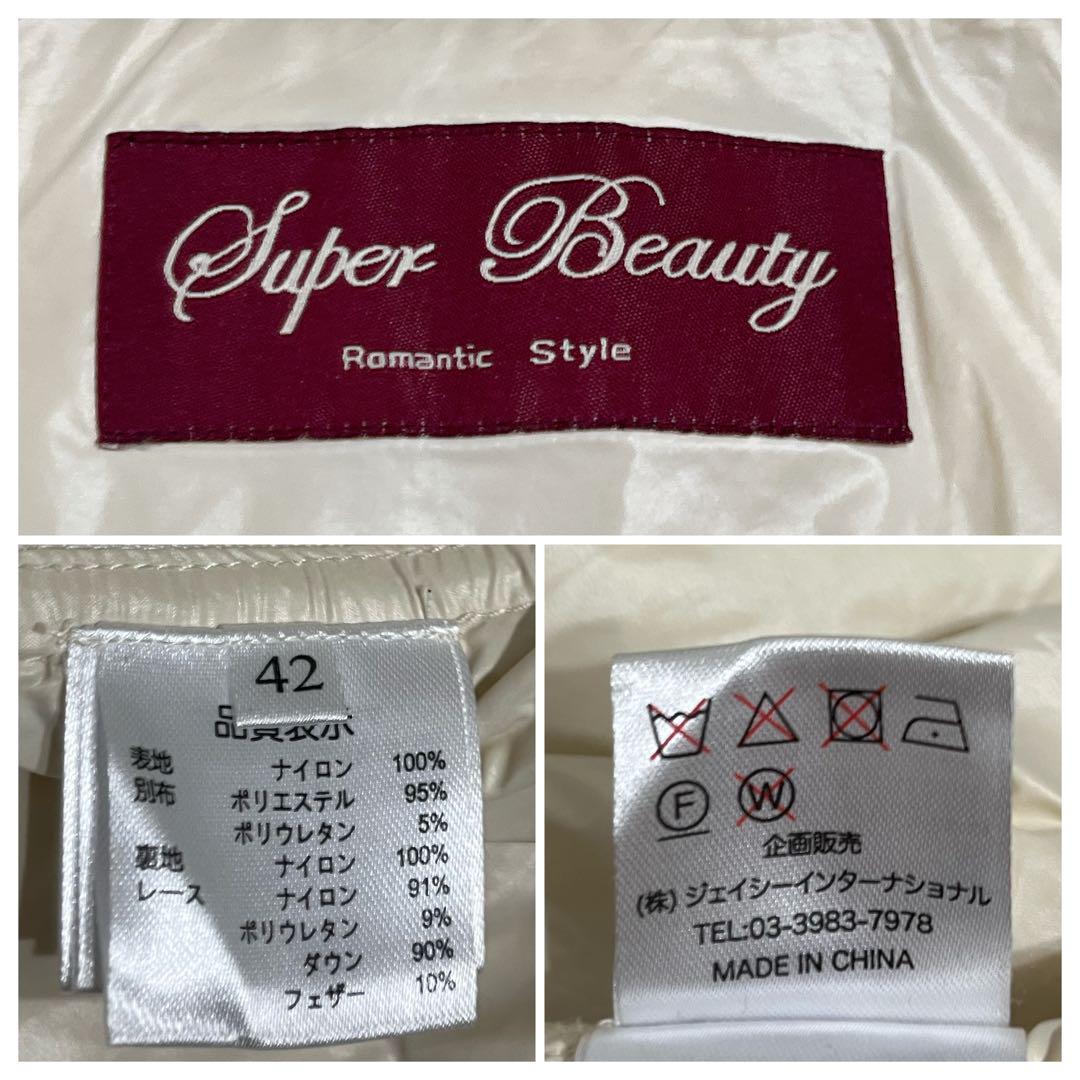 Super Beauty
Romantic Style
42
品質表示
表地 ナイロン 100%
別布 ポリエステル 95%
ポリウレタン 5%
裏地 ナイロン 100%
レース ナイロン 91%
ポリウレタン 9%
ダウン 90%
フェザー 10%
F W
企画販売
(株)ジェイシーインターナショナル
TEL:03-3983-7978
MADE IN CHINA